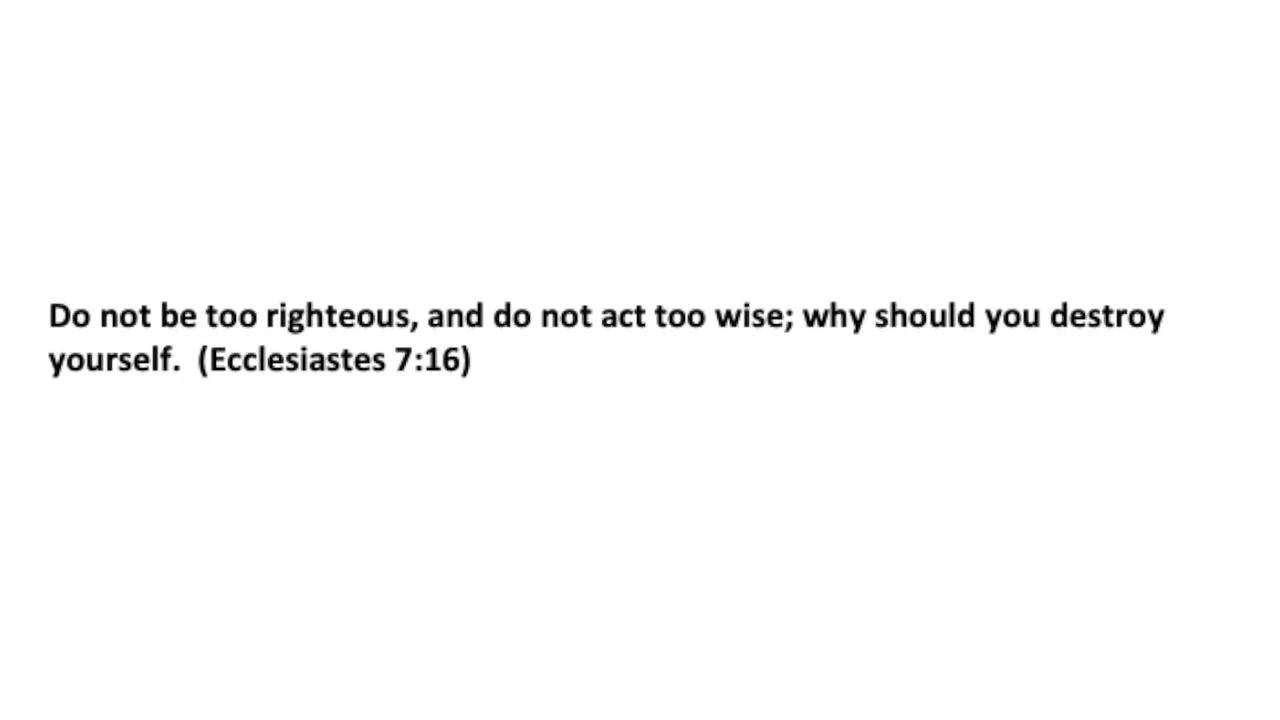 Do not be too righteous, and do not act too wise; why should you destroy
yourself.  (Ecclesiastes 7:16)